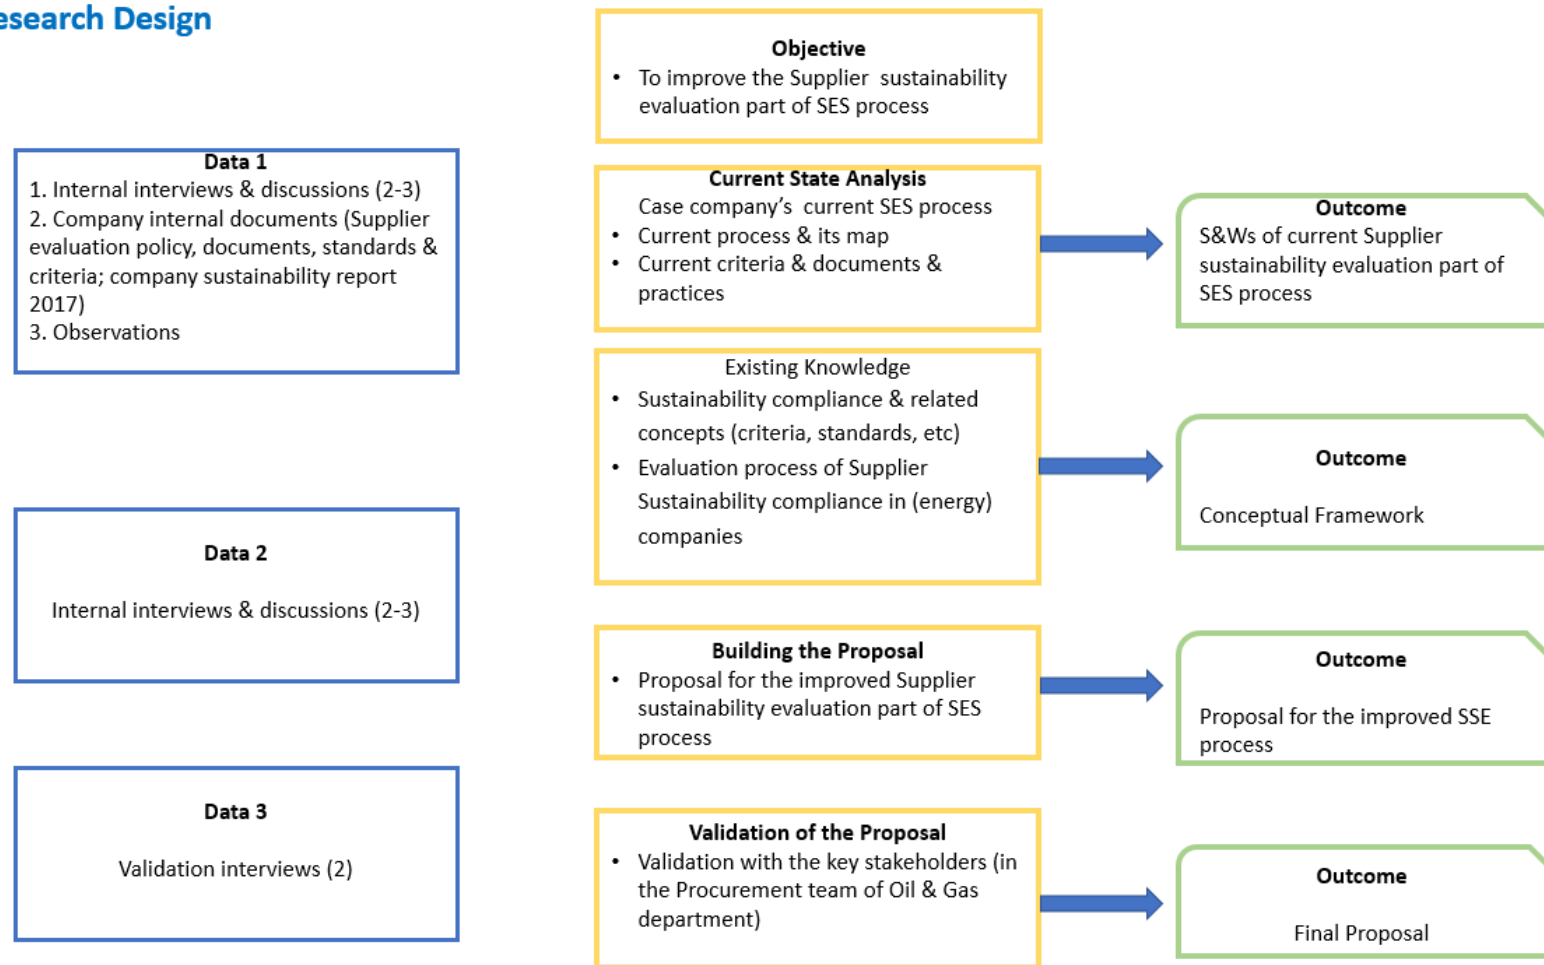 esearch Design
Objective
• To improve the Supplier sustainability
evaluation part of SES process
Data 1
1. Internal interviews & discussions (2-3)
2. Company internal documents (Supplier
evaluation policy, documents, standards &
criteria; company sustainability report
2017)
3. Observations
Current State Analysis
Case company’s current SES process
• Current process & its map
• Current criteria & documents &
practices
Outcome
S&Ws of current Supplier
sustainability evaluation part of
SES process
Existing Knowledge
• Sustainability compliance & related
concepts (criteria, standards, etc)
• Evaluation process of Supplier
Sustainability compliance in (energy)
companies
Outcome
Conceptual Framework
Data 2
Internal interviews & discussions (2-3)
Building the Proposal
• Proposal for the improved Supplier
sustainability evaluation part of SES
process
Outcome
Proposal for the improved SSE
process
Data 3
Validation interviews (2)
Validation of the Proposal
• Validation with the key stakeholders (in
the Procurement team of Oil & Gas
department)
Outcome
Final Proposal